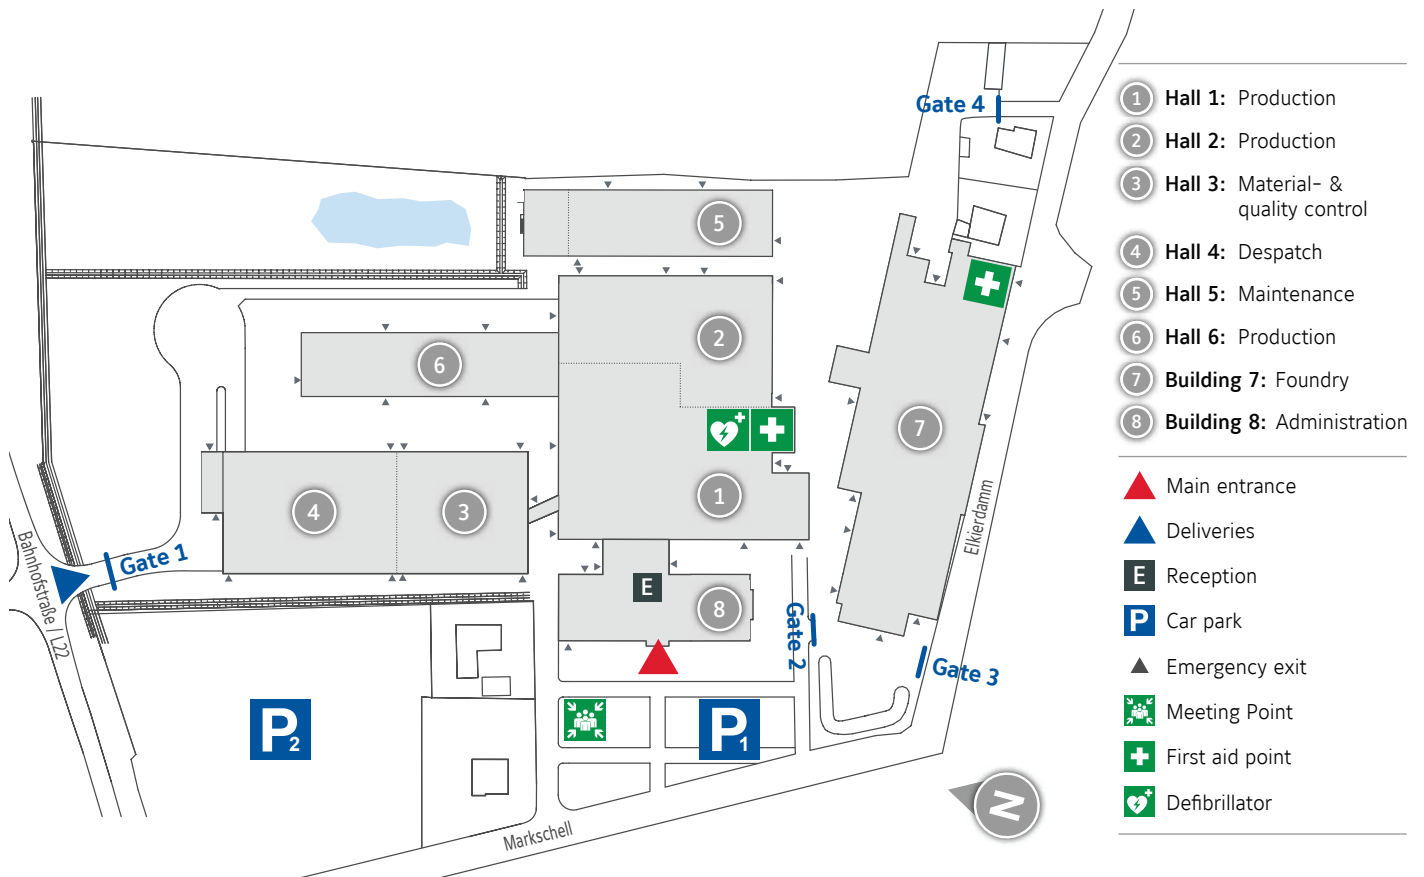 Gate 4
5
2
6
7
1
4
3
E
8
Gate 1
Gate 2
Gate 3
Bahnhofstraße / L22
Elkierdamm
Markschell
P2
P1
N
1 Hall 1: Production
2 Hall 2: Production
3 Hall 3: Material- &
quality control
4 Hall 4: Despatch
5 Hall 5: Maintenance
6 Hall 6: Production
7 Building 7: Foundry
8 Building 8: Administration
Main entrance
Deliveries
E Reception
P Car park
Emergency exit
Meeting Point
First aid point
Defibrillator